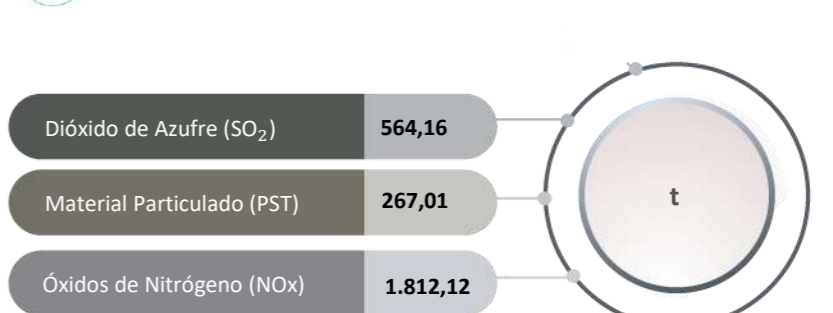 Dióxido de Azufre (SO₂) 564,16
Material Particulado (PST) 267,01
t
Óxidos de Nitrógeno (NOx) 1.812,12